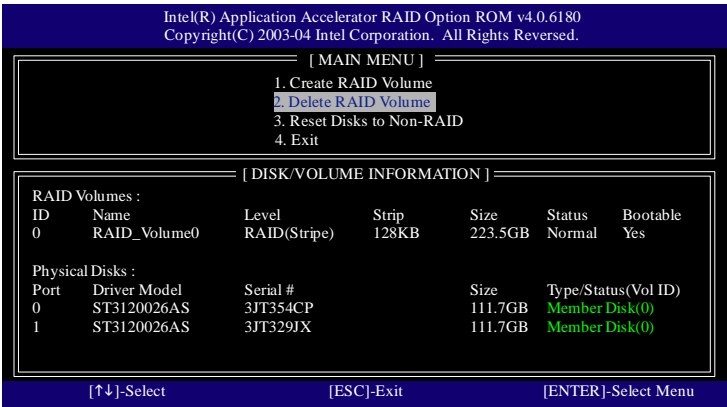 Intel(R) Application Accelerator RAID Option ROM v4.0.6180
Copyright(C) 2003-04 Intel Corporation. All Rights Reversed.
[ MAIN MENU ]
1. Create RAID Volume
2. Delete RAID Volume
3. Reset Disks to Non-RAID
4. Exit
[ DISK/VOLUME INFORMATION ]
RAID Volumes :
ID Name Level Strip Size Status Bootable
0 RAID_Volume0 RAID(Stripe) 128KB 223.5GB Normal Yes
Physical Disks :
Port Driver Model Serial # Size Type/Status(Vol ID)
0 ST3120026AS 3JT354CP 111.7GB Member Disk(0)
1 ST3120026AS 3JT329JX 111.7GB Member Disk(0)
[↑↓]-Select [ESC]-Exit [ENTER]-Select Menu